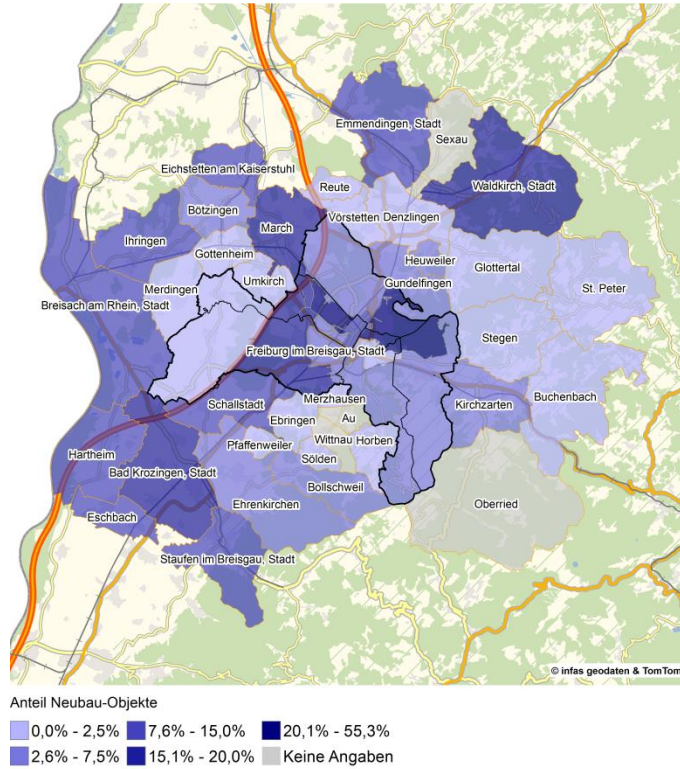 Emmendingen, Stadt
Sexau
Eichstetten am Kaiserstuhl
Waldkirch, Stadt
Reute
Bötzingen
Vörstetten
Denzlingen
March
Ihringen
Gottenheim
Heuweiler
Glottertal
Umkirch
Gundelfingen
Merdingen
St. Peter
Breisach am Rhein, Stadt
Stegen
Freiburg im Breisgau, Stadt
Buchenbach
Merzhausen
Schallstadt
Kirchzarten
Ebringen
Au
Pfaffenweiler
Wittnau
Horben
Hartheim
Sölden
Bad Krozingen, Stadt
Bollschweil
Ehrenkirchen
Oberried
Eschbach
Staufen im Breisgau, Stadt
© infas geodaten & TomTom
Anteil Neubau-Objekte
0,0% - 2,5% 7,6% - 15,0% 20,1% - 55,3%
2,6% - 7,5% 15,1% - 20,0% Keine Angaben